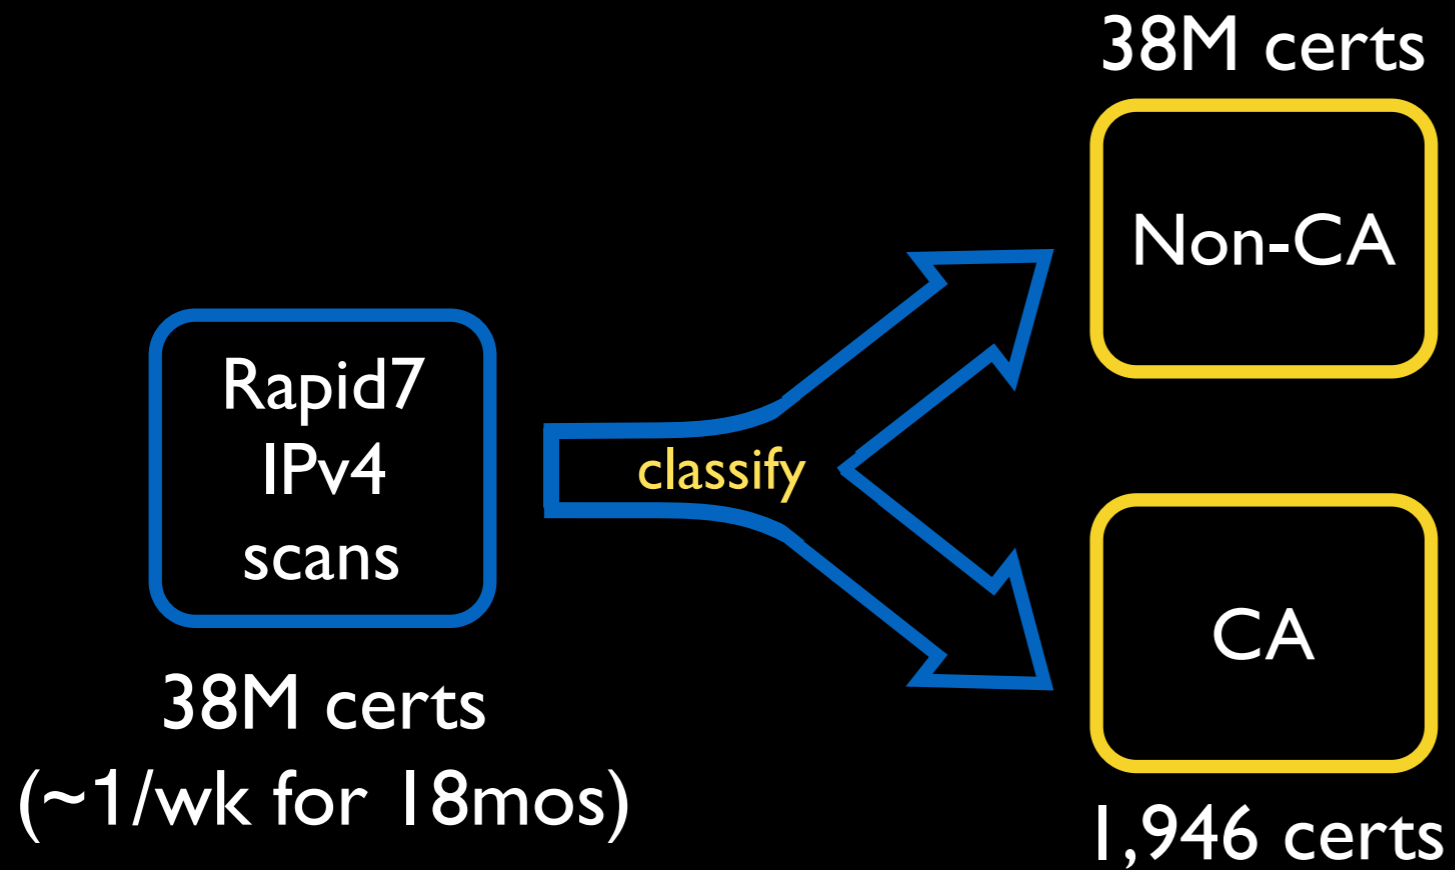 Rapid7
IPv4
scans
38M certs
(~1/wk for 18mos)
classify
38M certs
Non-CA
CA
1,946 certs